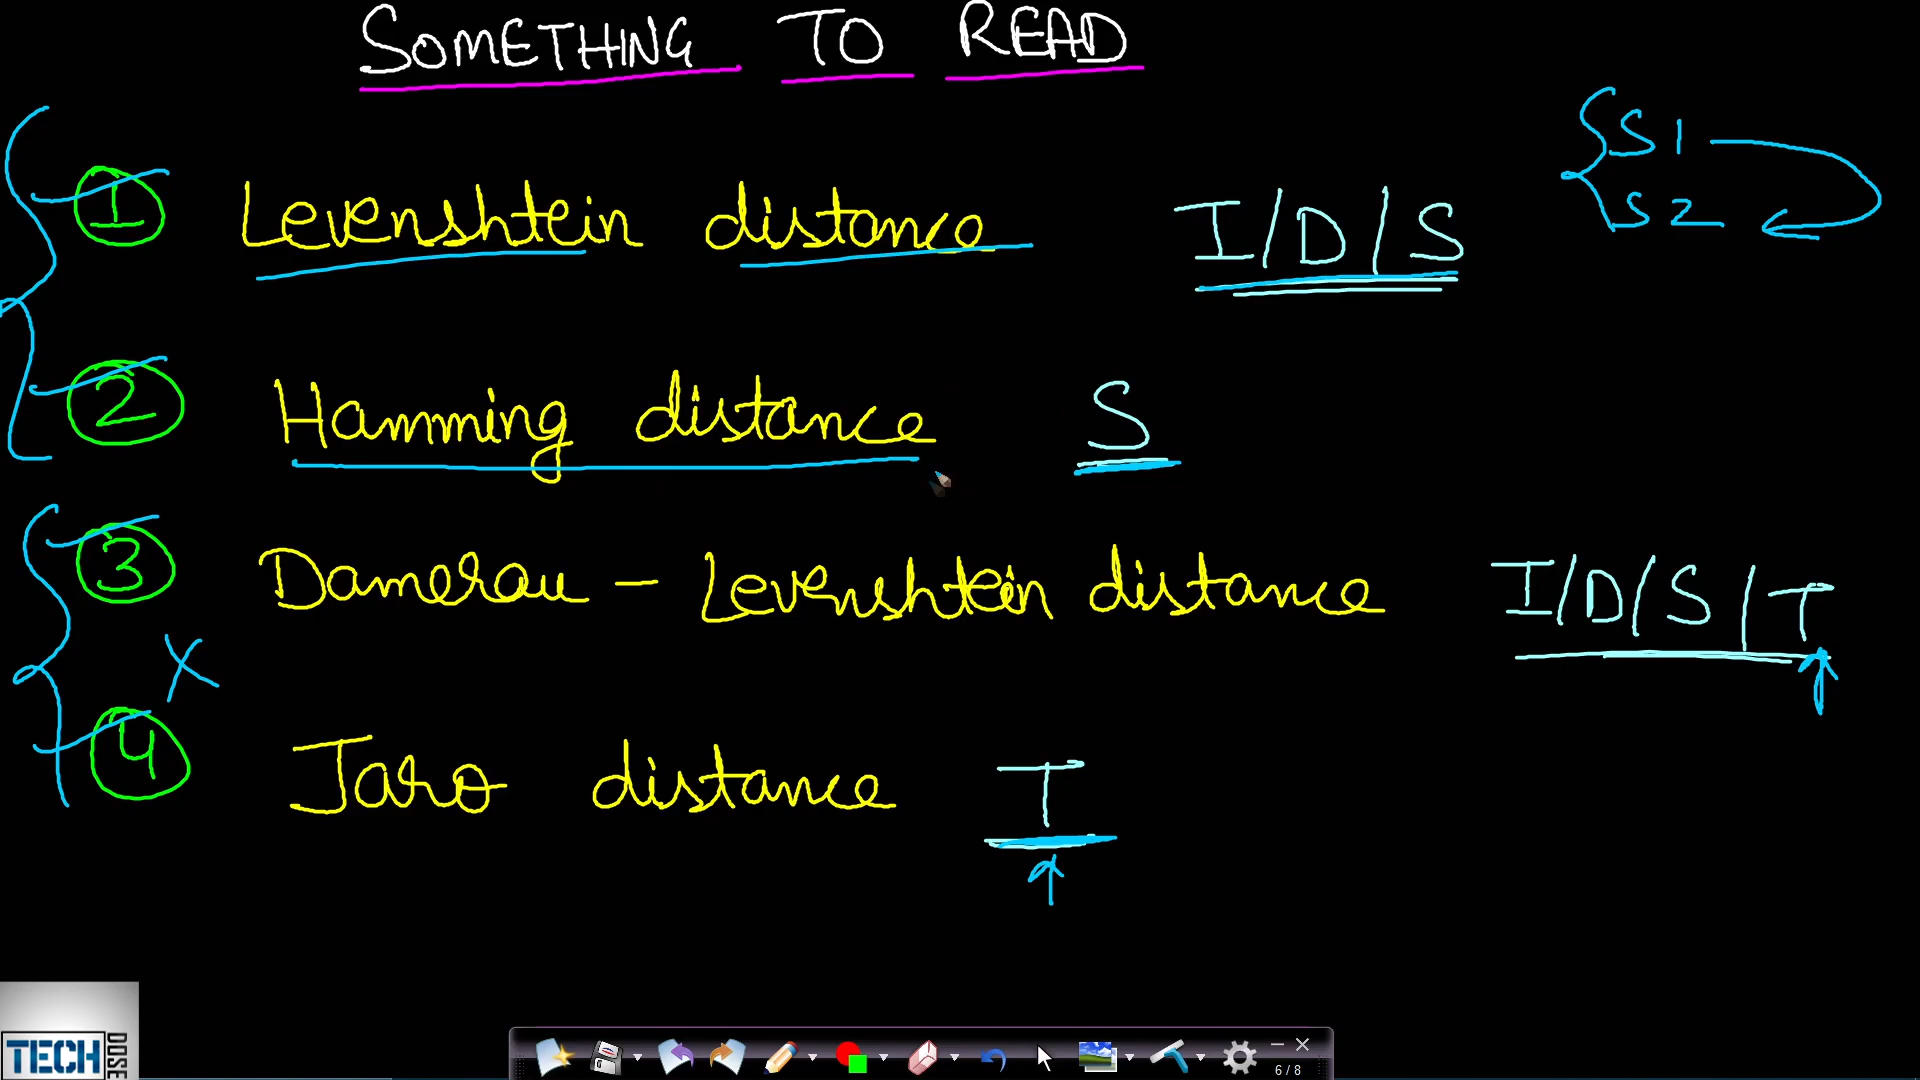 SOMETHING TO READ
S1
S2
1 Levenshtein distance I/D/S
2 Hamming distance S
3 Damerau - Levenshtein distance I/D/S/T
X
4 Jaro distance T
TECH DOSE
6 / 8